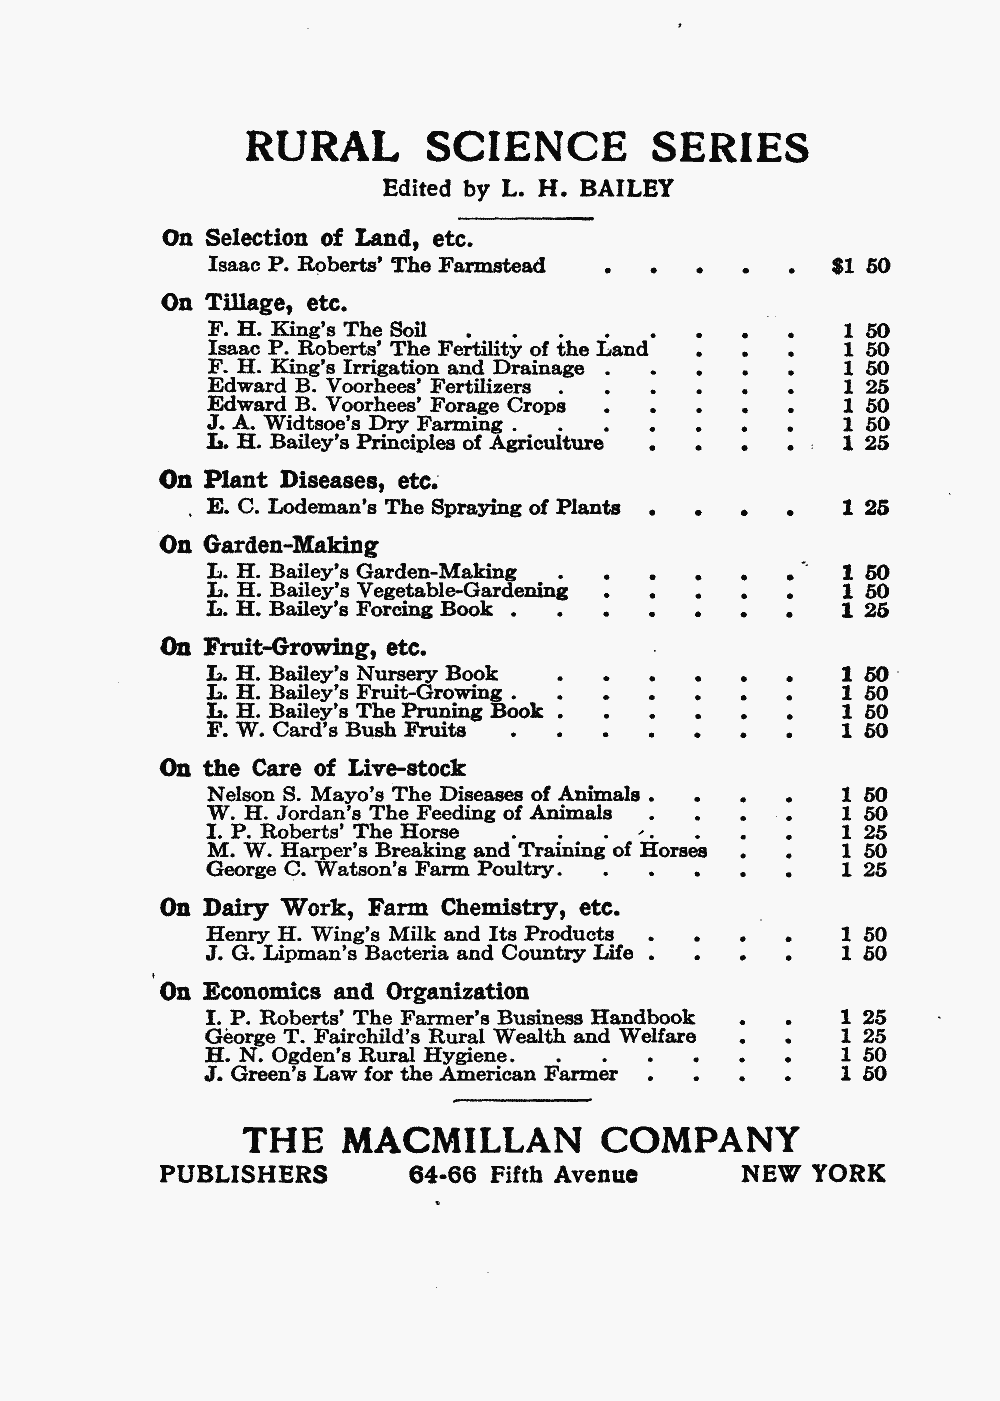 RURAL SCIENCE SERIES
Edited by L. H. BAILEY
On Selection of Land, etc.
Isaac P. Roberts' The Farmstead . . . . . $1 50
On Tillage, etc.
F. H. King's The Soil . . . . . . . . 1 50
Isaac P. Roberts' The Fertility of the Land . . . 1 50
F. H. King's Irrigation and Drainage . . . . . 1 50
Edward B. Voorhees' Fertilizers . . . . . . 1 25
Edward B. Voorhees' Forage Crops . . . . . 1 50
J. A. Widtsoe's Dry Farming . . . . . . . 1 50
L. H. Bailey's Principles of Agriculture . . . . 1 25
On Plant Diseases, etc.
E. C. Lodeman's The Spraying of Plants . . . . 1 25
On Garden-Making
L. H. Bailey's Garden-Making . . . . . . 1 50
L. H. Bailey's Vegetable-Gardening . . . . . 1 50
L. H. Bailey's Forcing Book . . . . . . . 1 25
On Fruit-Growing, etc.
L. H. Bailey's Nursery Book . . . . . . 1 50
L. H. Bailey's Fruit-Growing . . . . . . . 1 50
L. H. Bailey's The Pruning Book . . . . . . 1 50
F. W. Card's Bush Fruits . . . . . . . 1 50
On the Care of Live-stock
Nelson S. Mayo's The Diseases of Animals . . . . 1 50
W. H. Jordan's The Feeding of Animals . . . . 1 50
I. P. Roberts' The Horse . . . . . . . 1 25
M. W. Harper's Breaking and Training of Horses . . 1 50
George C. Watson's Farm Poultry . . . . . . 1 25
On Dairy Work, Farm Chemistry, etc.
Henry H. Wing's Milk and Its Products . . . . 1 50
J. G. Lipman's Bacteria and Country Life . . . . 1 50
On Economics and Organization
I. P. Roberts' The Farmer's Business Handbook . . 1 25
George T. Fairchild's Rural Wealth and Welfare . . 1 25
H. N. Ogden's Rural Hygiene . . . . . . . 1 50
J. Green's Law for the American Farmer . . . . 1 50
THE MACMILLAN COMPANY
PUBLISHERS 64-66 Fifth Avenue NEW YORK